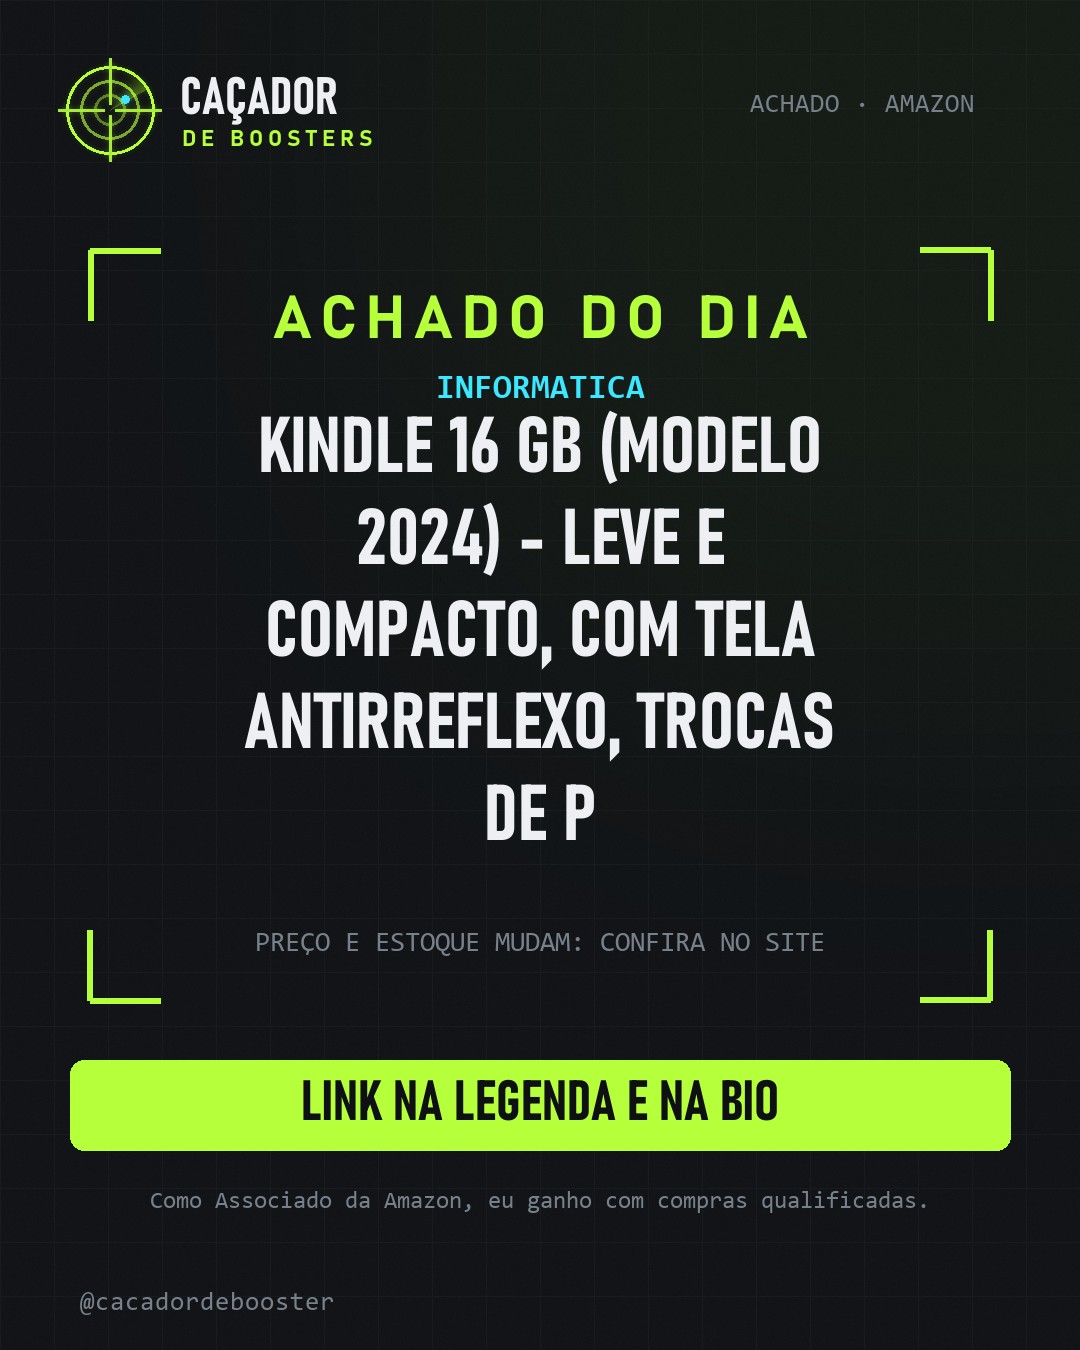 CAÇADOR
DE BOOSTERS
ACHADO · AMAZON
ACHADO DO DIA
INFORMATICA
KINDLE 16 GB (MODELO
2024) - LEVE E
COMPACTO, COM TELA
ANTIRREFLEXO, TROCAS
DE P
PREÇO E ESTOQUE MUDAM: CONFIRA NO SITE
LINK NA LEGENDA E NA BIO
Como Associado da Amazon, eu ganho com compras qualificadas.
@cacadordebooster